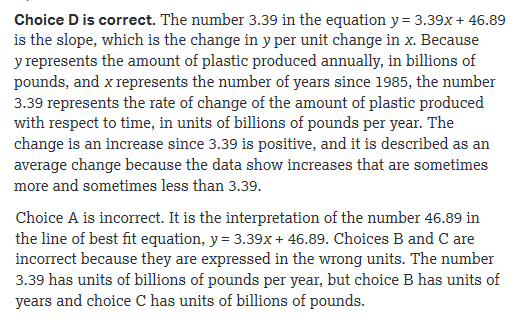 Choice D is correct. The number 3.39 in the equation y = 3.39x + 46.89
is the slope, which is the change in y per unit change in x. Because
y represents the amount of plastic produced annually, in billions of
pounds, and x represents the number of years since 1985, the number
3.39 represents the rate of change of the amount of plastic produced
with respect to time, in units of billions of pounds per year. The
change is an increase since 3.39 is positive, and it is described as an
average change because the data show increases that are sometimes
more and sometimes less than 3.39.
Choice A is incorrect. It is the interpretation of the number 46.89 in
the line of best fit equation, y = 3.39x + 46.89. Choices B and C are
incorrect because they are expressed in the wrong units. The number
3.39 has units of billions of pounds per year, but choice B has units of
years and choice C has units of billions of pounds.